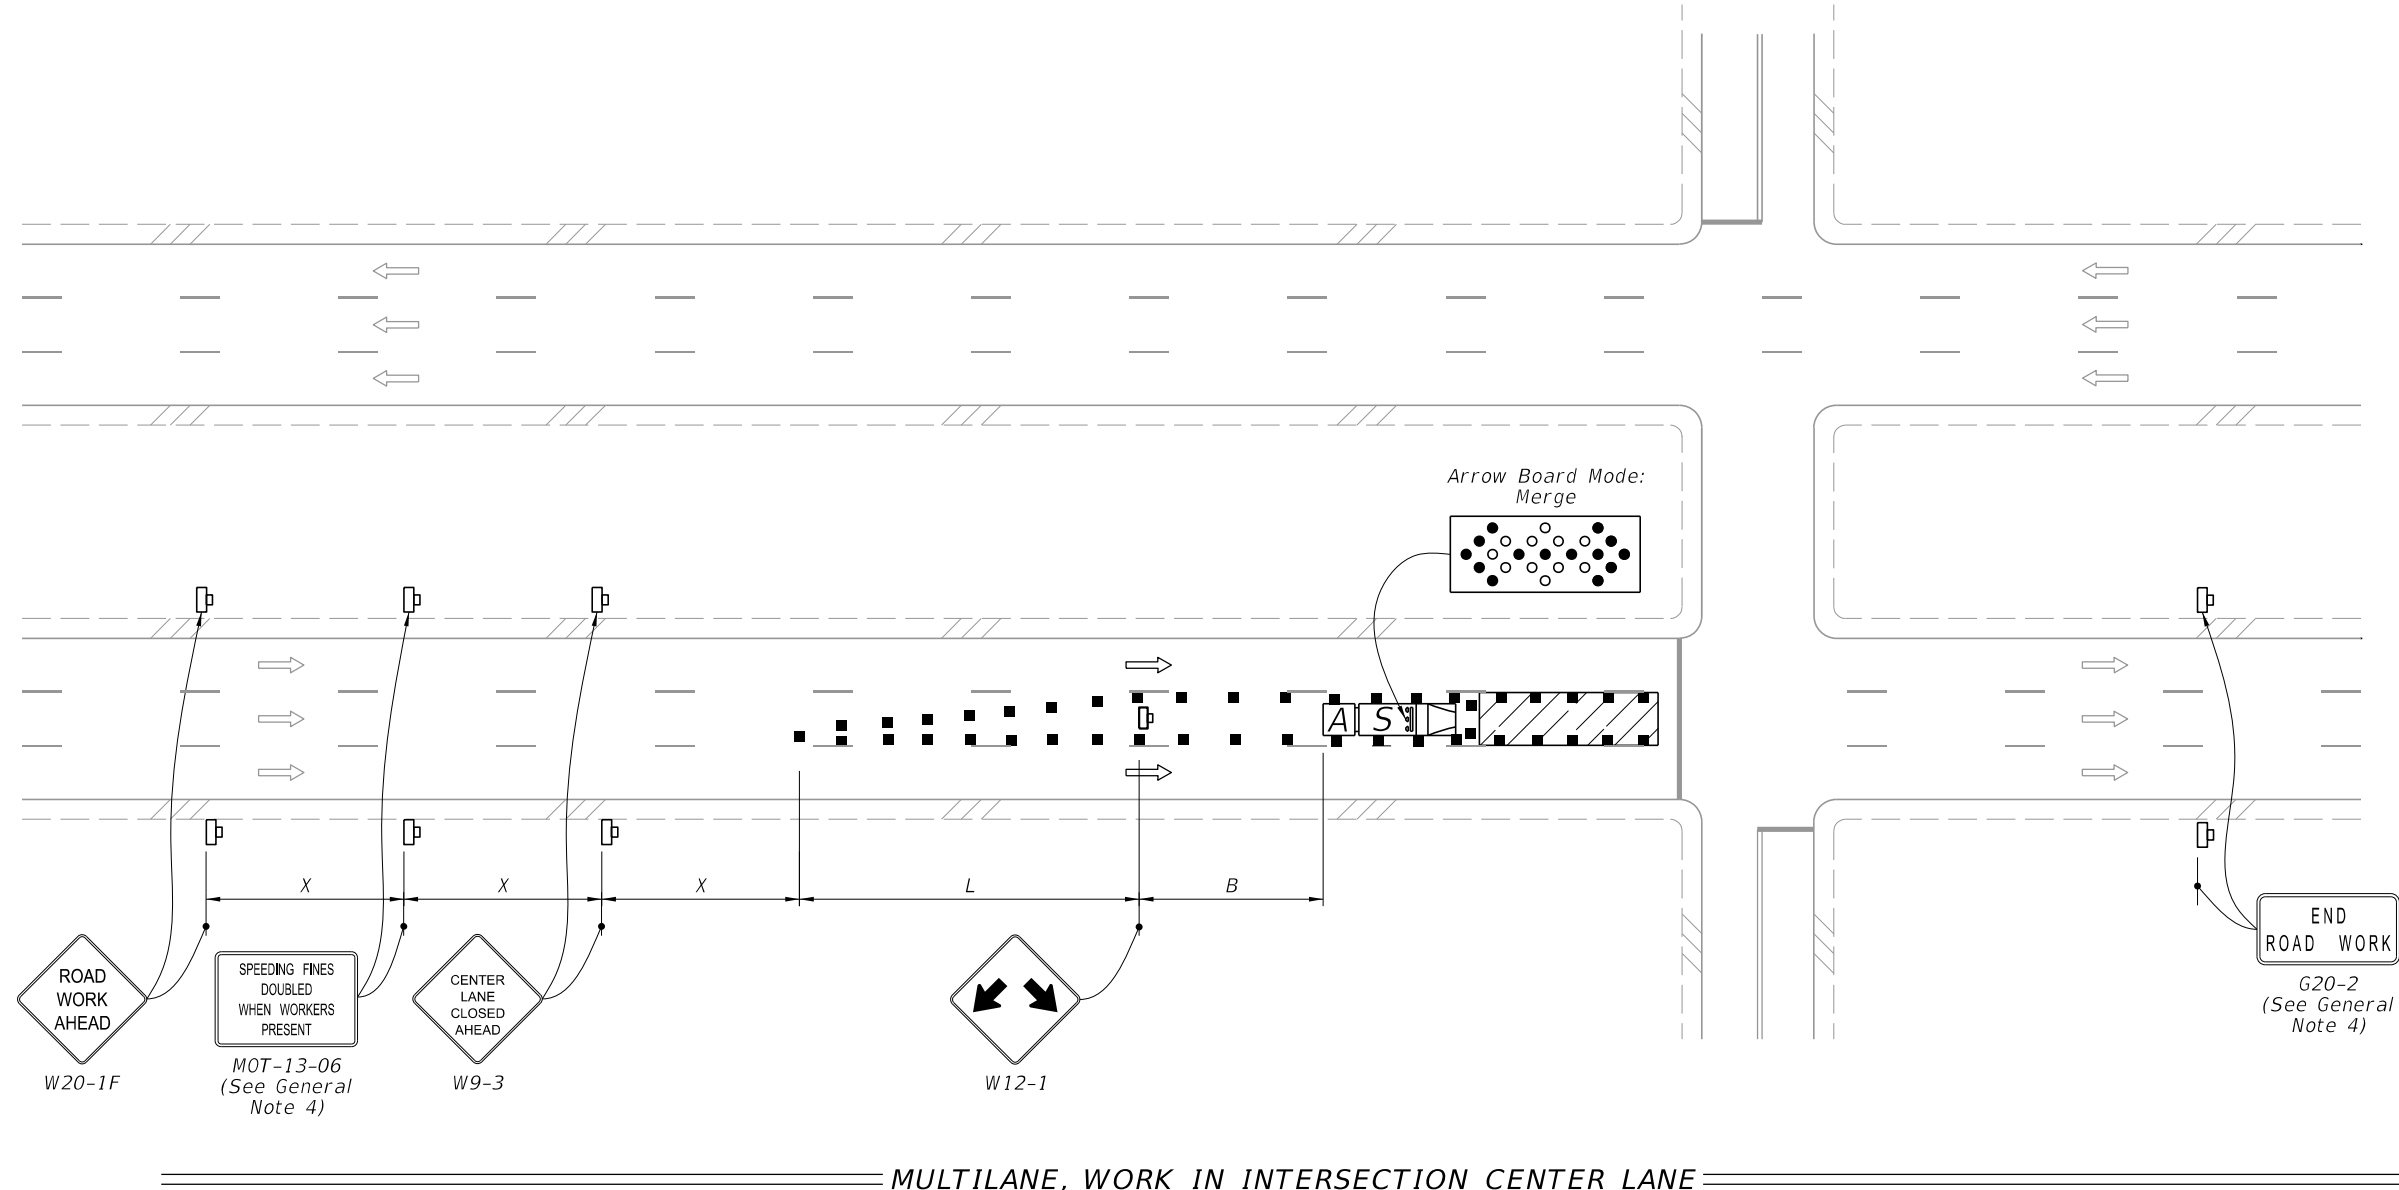 Arrow Board Mode:
Merge
A S
X X X L B
ROAD
WORK
AHEAD
W20-1F
SPEEDING FINES
DOUBLED
WHEN WORKERS
PRESENT
MOT-13-06
(See General
Note 4)
CENTER
LANE
CLOSED
AHEAD
W9-3
W12-1
END
ROAD WORK
G20-2
(See General
Note 4)
MULTILANE, WORK IN INTERSECTION CENTER LANE